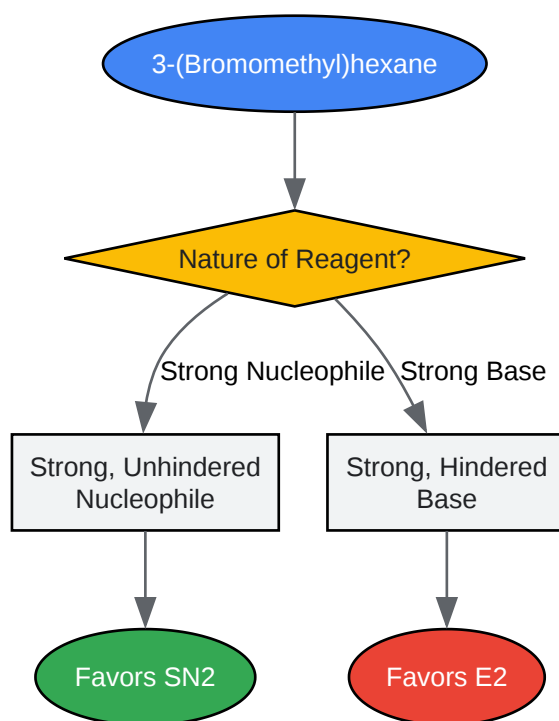 3-(Bromomethyl)hexane
Nature of Reagent?
Strong Nucleophile
Strong Base
Strong, Unhindered
Nucleophile
Strong, Hindered
Base
Favors SN2
Favors E2